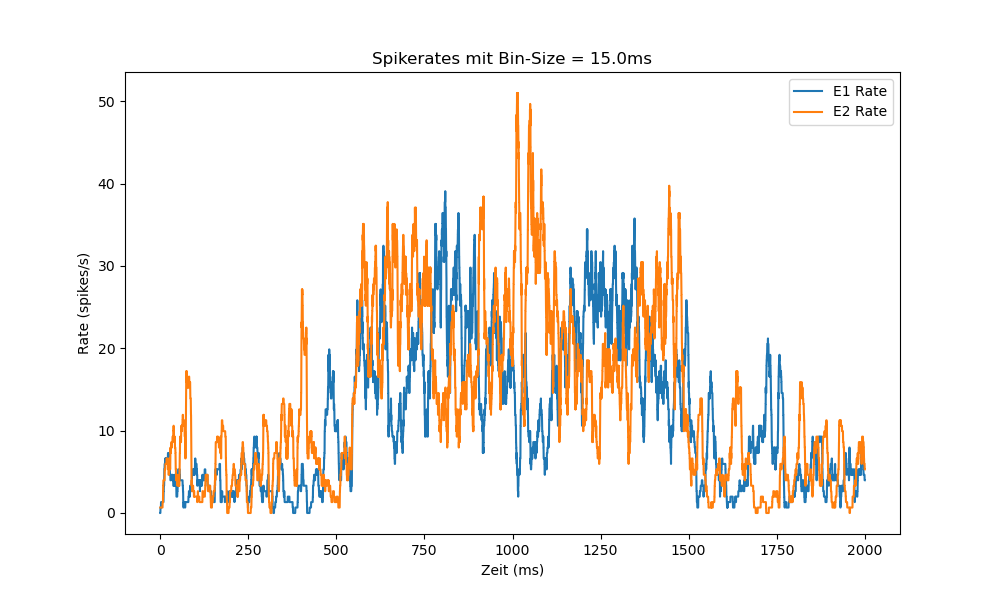 Spikerates mit Bin-Size = 15.0ms
E1 Rate
E2 Rate
Rate (spikes/s)
50
40
30
20
10
0
0 250 500 750 1000 1250 1500 1750 2000
Zeit (ms)